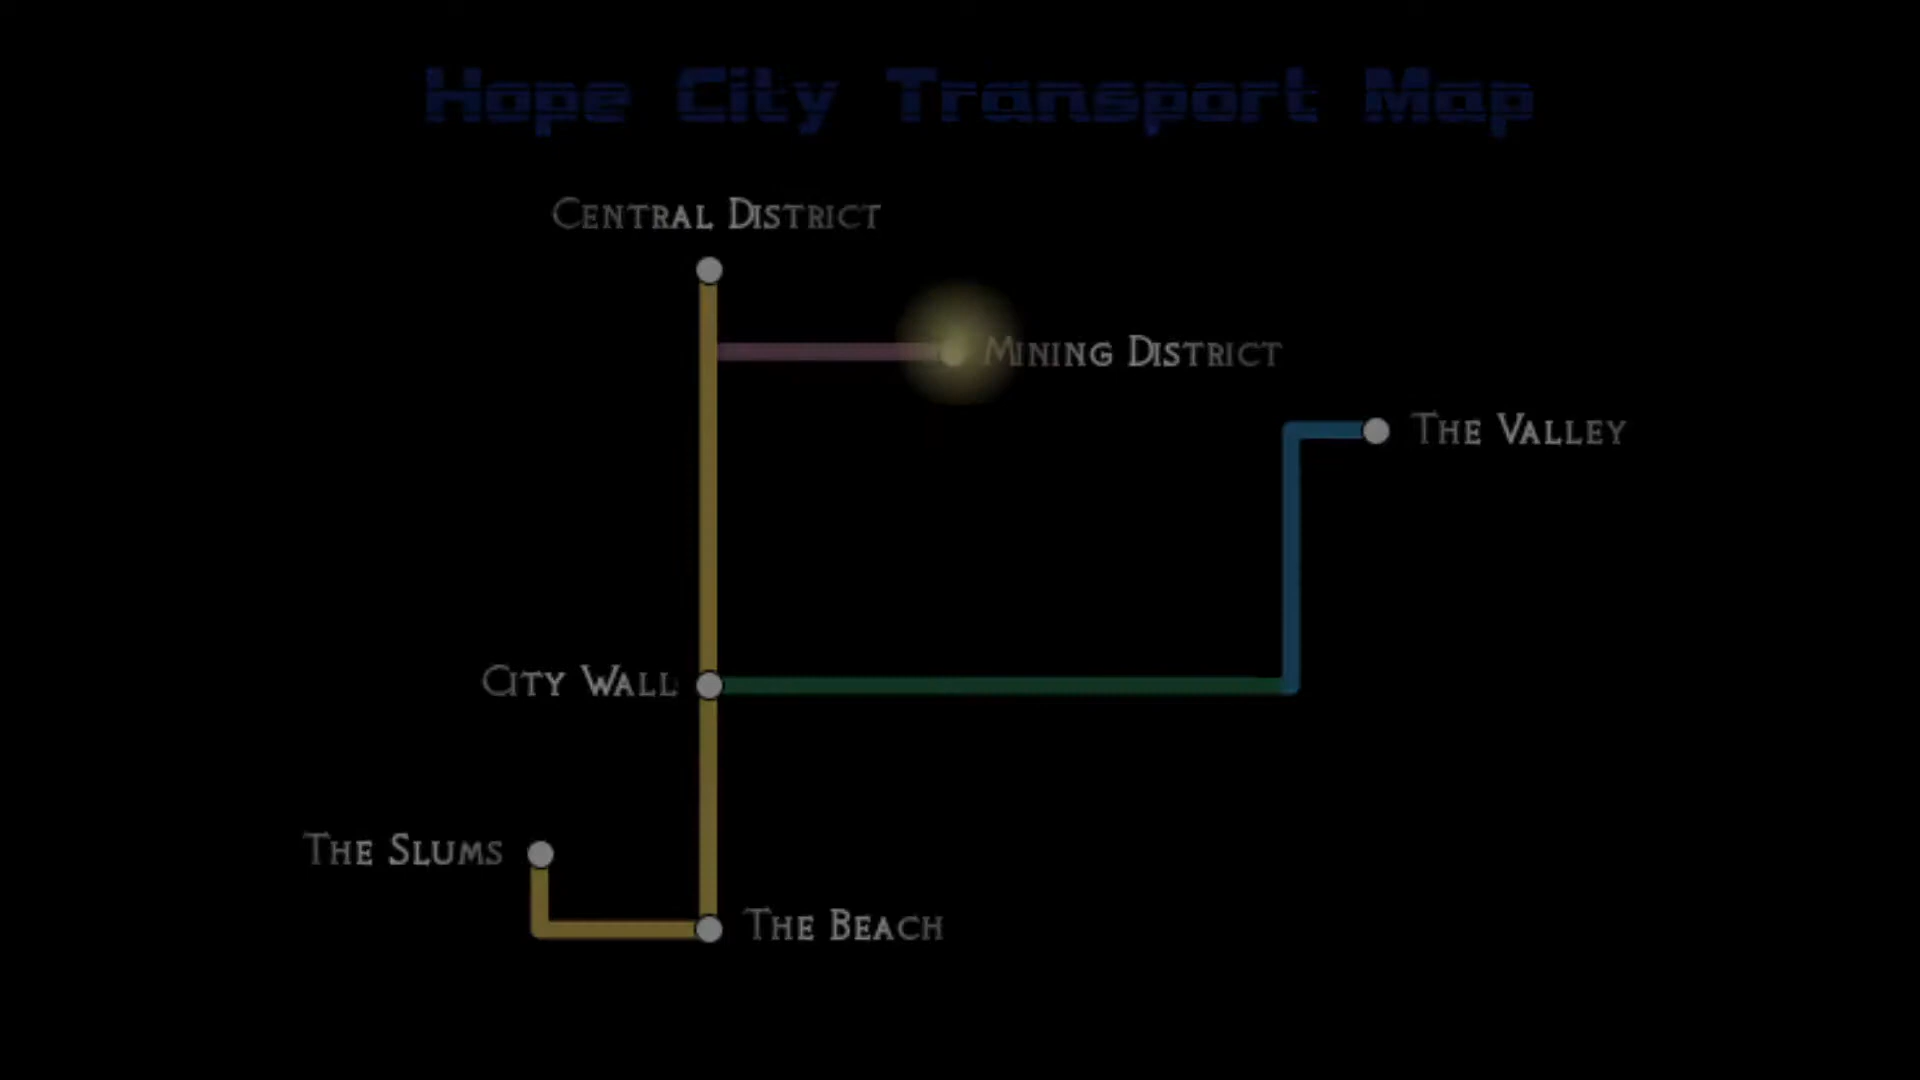 Hope City Transport Map
Central District
Mining District
The Valley
City Wall
The Slums
The Beach